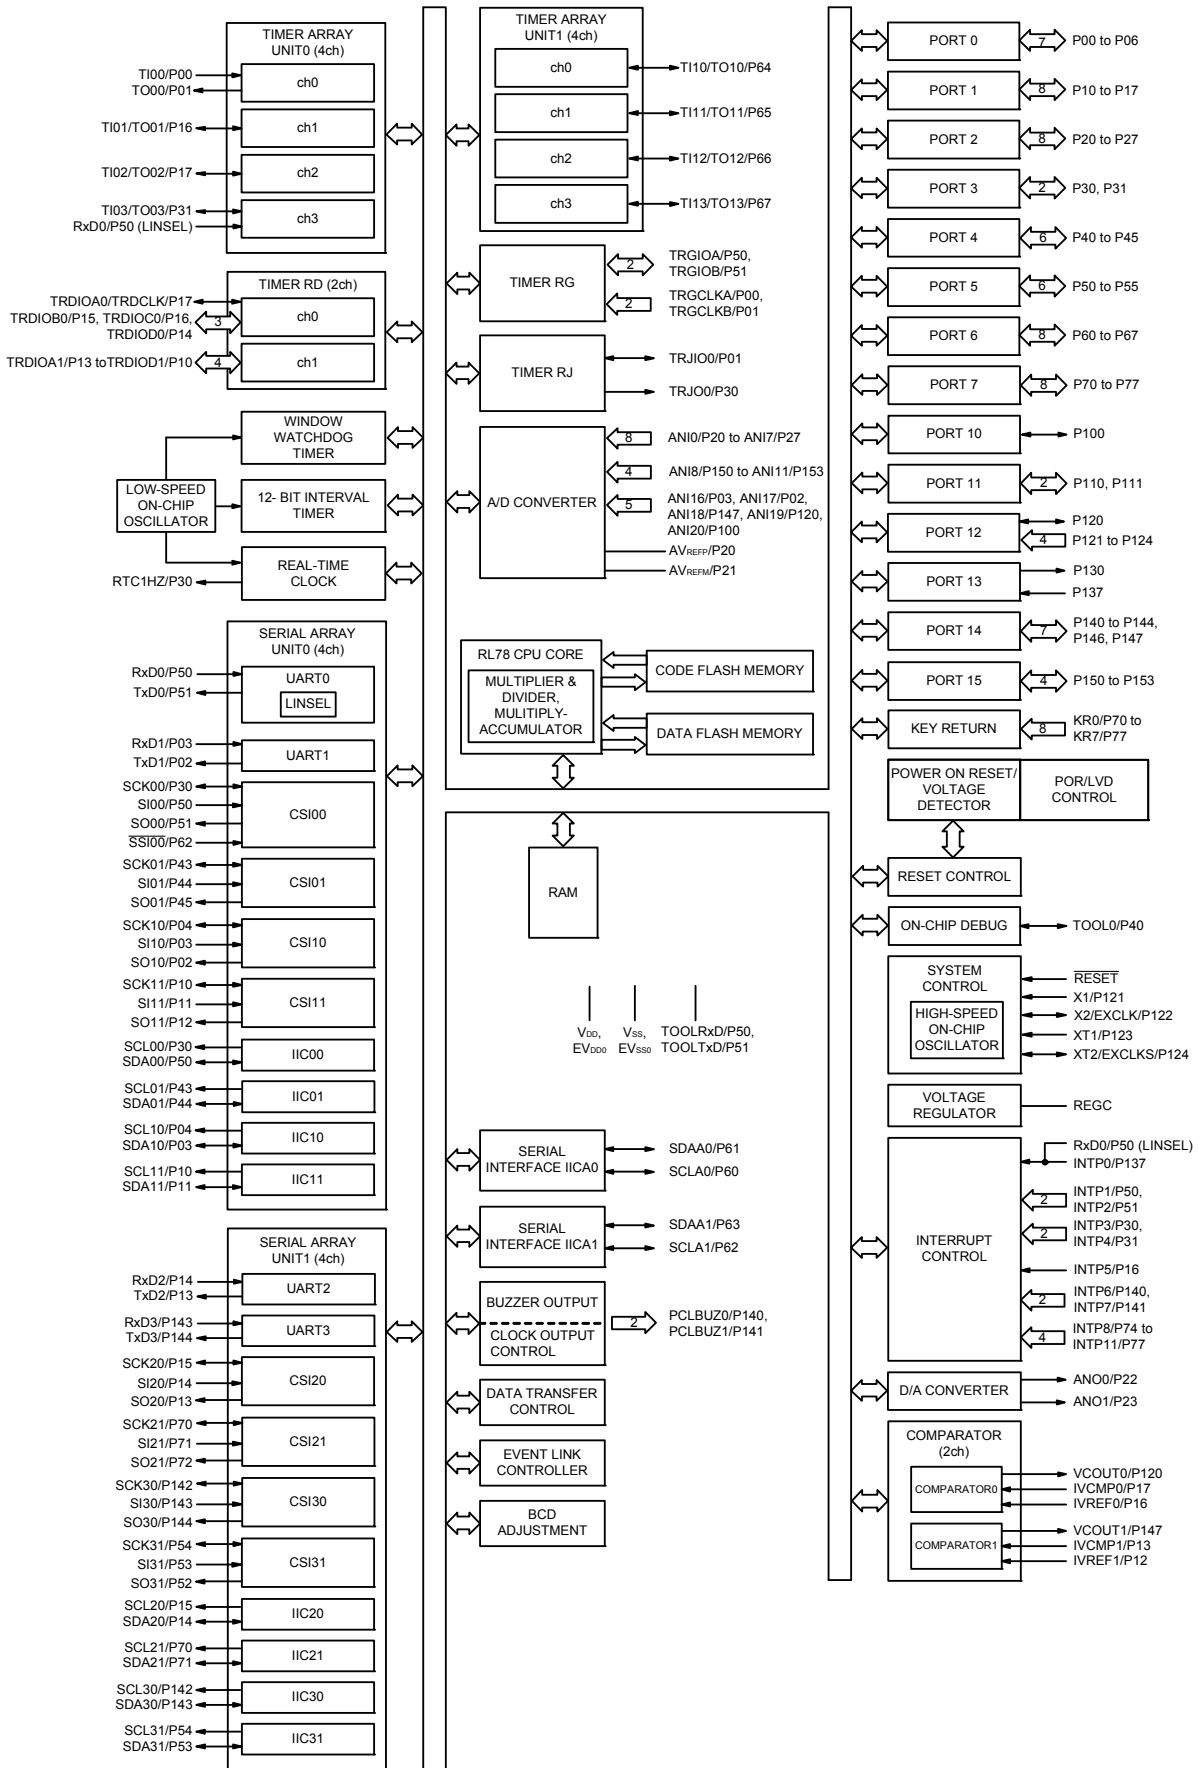 TIMER ARRAY
UNIT0 (4ch)
TI00/P00
TO00/P01
ch0
TI01/TO01/P16
ch1
TI02/TO02/P17
ch2
TI03/TO03/P31
RxD0/P50 (LINSEL)
ch3
TIMER RD (2ch)
TRDIOA0/TRDCLK/P17
TRDIOB0/P15, TRDIOC0/P16,
TRDIOD0/P14
3
ch0
TRDIOA1/P13 toTRDIOD1/P10
4
ch1
WINDOW
WATCHDOG
TIMER
LOW-SPEED
ON-CHIP
OSCILLATOR
12- BIT INTERVAL
TIMER
RTC1HZ/P30
REAL-TIME
CLOCK
SERIAL ARRAY
UNIT0 (4ch)
RxD0/P50
TxD0/P51
UART0
LINSEL
RxD1/P03
TxD1/P02
UART1
SCK00/P30
SI00/P50
SO00/P51
SSI00/P62
CSI00
SCK01/P43
SI01/P44
SO01/P45
CSI01
SCK10/P04
SI10/P03
SO10/P02
CSI10
SCK11/P10
SI11/P11
SO11/P12
CSI11
SCL00/P30
SDA00/P50
IIC00
SCL01/P43
SDA01/P44
IIC01
SCL10/P04
SDA10/P03
IIC10
SCL11/P10
SDA11/P11
IIC11
SERIAL ARRAY
UNIT1 (4ch)
RxD2/P14
TxD2/P13
UART2
RxD3/P143
TxD3/P144
UART3
SCK20/P15
SI20/P14
SO20/P13
CSI20
SCK21/P70
SI21/P71
SO21/P72
CSI21
SCK30/P142
SI30/P143
SO30/P144
CSI30
SCK31/P54
SI31/P53
SO31/P52
CSI31
SCL20/P15
SDA20/P14
IIC20
SCL21/P70
SDA21/P71
IIC21
SCL30/P142
SDA30/P143
IIC30
SCL31/P54
SDA31/P53
IIC31
TIMER ARRAY
UNIT1 (4ch)
ch0
TI10/TO10/P64
ch1
TI11/TO11/P65
ch2
TI12/TO12/P66
ch3
TI13/TO13/P67
TIMER RG
2
TRGIOA/P50,
TRGIOB/P51
2
TRGCLKA/P00,
TRGCLKB/P01
TIMER RJ
TRJIO0/P01
TRJO0/P30
A/D CONVERTER
8
ANI0/P20 to ANI7/P27
4
ANI8/P150 to ANI11/P153
5
ANI16/P03, ANI17/P02,
ANI18/P147, ANI19/P120,
ANI20/P100
AVREFP/P20
AVREFM/P21
RL78 CPU CORE
MULTIPLIER &
DIVIDER,
MULITIPLY-
ACCUMULATOR
CODE FLASH MEMORY
DATA FLASH MEMORY
RAM
VDD,
EVDD0
VSS,
EVSS0
TOOLRxD/P50,
TOOLTxD/P51
SERIAL
INTERFACE IICA0
SDAA0/P61
SCLA0/P60
SERIAL
INTERFACE IICA1
SDAA1/P63
SCLA1/P62
BUZZER OUTPUT
CLOCK OUTPUT
CONTROL
2
PCLBUZ0/P140,
PCLBUZ1/P141
DATA TRANSFER
CONTROL
EVENT LINK
CONTROLLER
BCD
ADJUSTMENT
PORT 0
7
P00 to P06
PORT 1
8
P10 to P17
PORT 2
8
P20 to P27
PORT 3
2
P30, P31
PORT 4
6
P40 to P45
PORT 5
6
P50 to P55
PORT 6
8
P60 to P67
PORT 7
8
P70 to P77
PORT 10
P100
PORT 11
2
P110, P111
PORT 12
P120
4
P121 to P124
PORT 13
P130
P137
PORT 14
7
P140 to P144,
P146, P147
PORT 15
4
P150 to P153
KEY RETURN
8
KR0/P70 to
KR7/P77
POWER ON RESET/
VOLTAGE
DETECTOR
POR/LVD
CONTROL
RESET CONTROL
ON-CHIP DEBUG
TOOL0/P40
SYSTEM
CONTROL
HIGH-SPEED
ON-CHIP
OSCILLATOR
RESET
X1/P121
X2/EXCLK/P122
XT1/P123
XT2/EXCLKS/P124
VOLTAGE
REGULATOR
REGC
INTERRUPT
CONTROL
RxD0/P50 (LINSEL)
INTP0/P137
2
INTP1/P50,
INTP2/P51
2
INTP3/P30,
INTP4/P31
INTP5/P16
2
INTP6/P140,
INTP7/P141
4
INTP8/P74 to
INTP11/P77
D/A CONVERTER
ANO0/P22
ANO1/P23
COMPARATOR
(2ch)
COMPARATOR0
VCOUT0/P120
IVCMP0/P17
IVREF0/P16
COMPARATOR1
VCOUT1/P147
IVCMP1/P13
IVREF1/P12